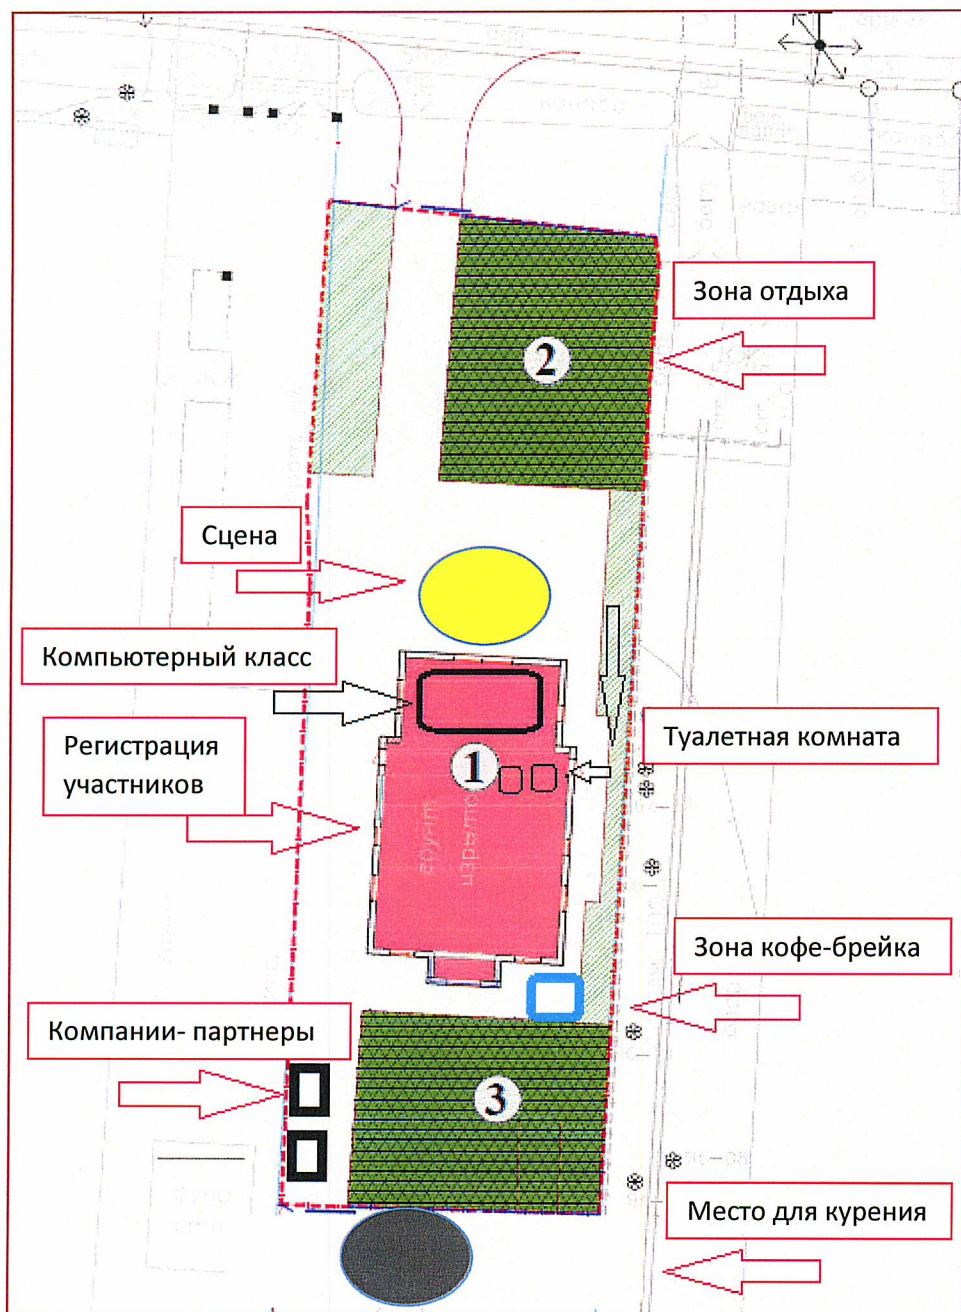 Зона отдыха
2
Сцена
Компьютерный класс
Регистрация
участников
1
Туалетная комната
Зона кофе-брейка
Компании- партнеры
3
Место для курения